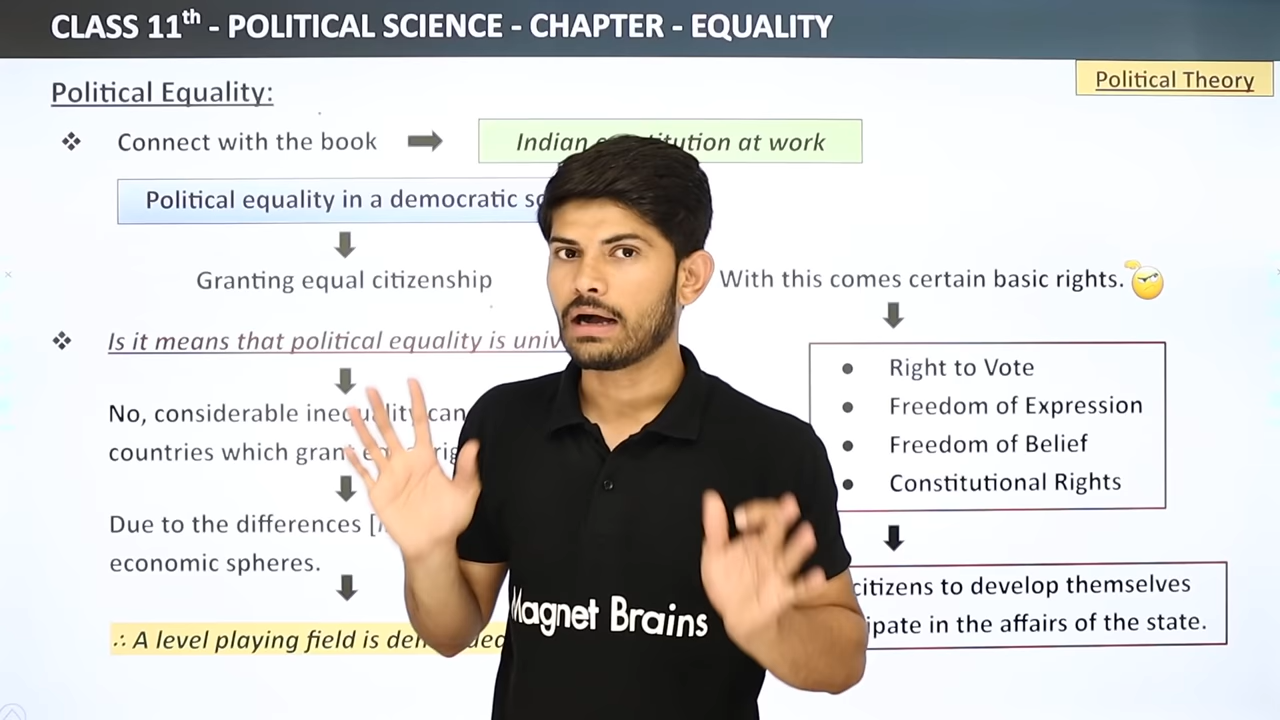 CLASS 11th - POLITICAL SCIENCE - CHAPTER - EQUALITY
Political Theory
Political Equality:
Connect with the book
Indian at work
Political equality in a democratic
Granting equal citizenship
With this comes certain basic rights.
Is it means that political equality is
No, considerable can
countries which
Due to the differences
economic spheres.
∴ A level playing field is
Right to Vote
Freedom of Expression
Freedom of Belief
Constitutional Rights
citizens to develop themselves
in the affairs of the state.
Magnet Brains